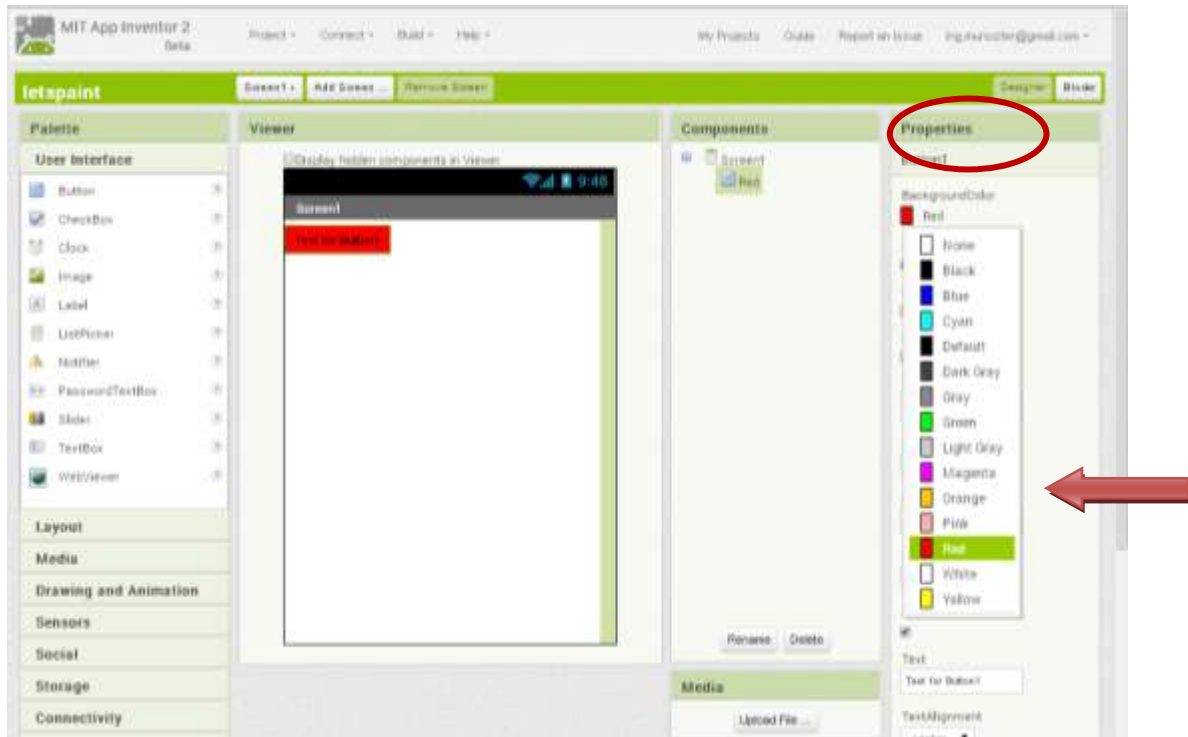 MIT App Inventor 2
Beta
Project
Connect
Build
Help
My Projects
Guide
Report an Issue
letspaint
Screen1
Add Screen ...
Remove Screen
Designer
Blocks
Palette
User Interface
Button
CheckBox
Clock
Image
Label
ListPicker
Notifier
PasswordTextBox
Slider
TextBox
WebViewer
Layout
Media
Drawing and Animation
Sensors
Social
Storage
Connectivity
Viewer
Display hidden components in Viewer
9:48
Screen1
Text for Button1
Components
Screen1
Red
Rename
Delete
Media
Upload File ...
Properties
BackgroundColor
Red
None
Black
Blue
Cyan
Default
Dark Gray
Gray
Green
Light Gray
Magenta
Orange
Pink
Red
White
Yellow
Text
Text for Button1
TextAlignment